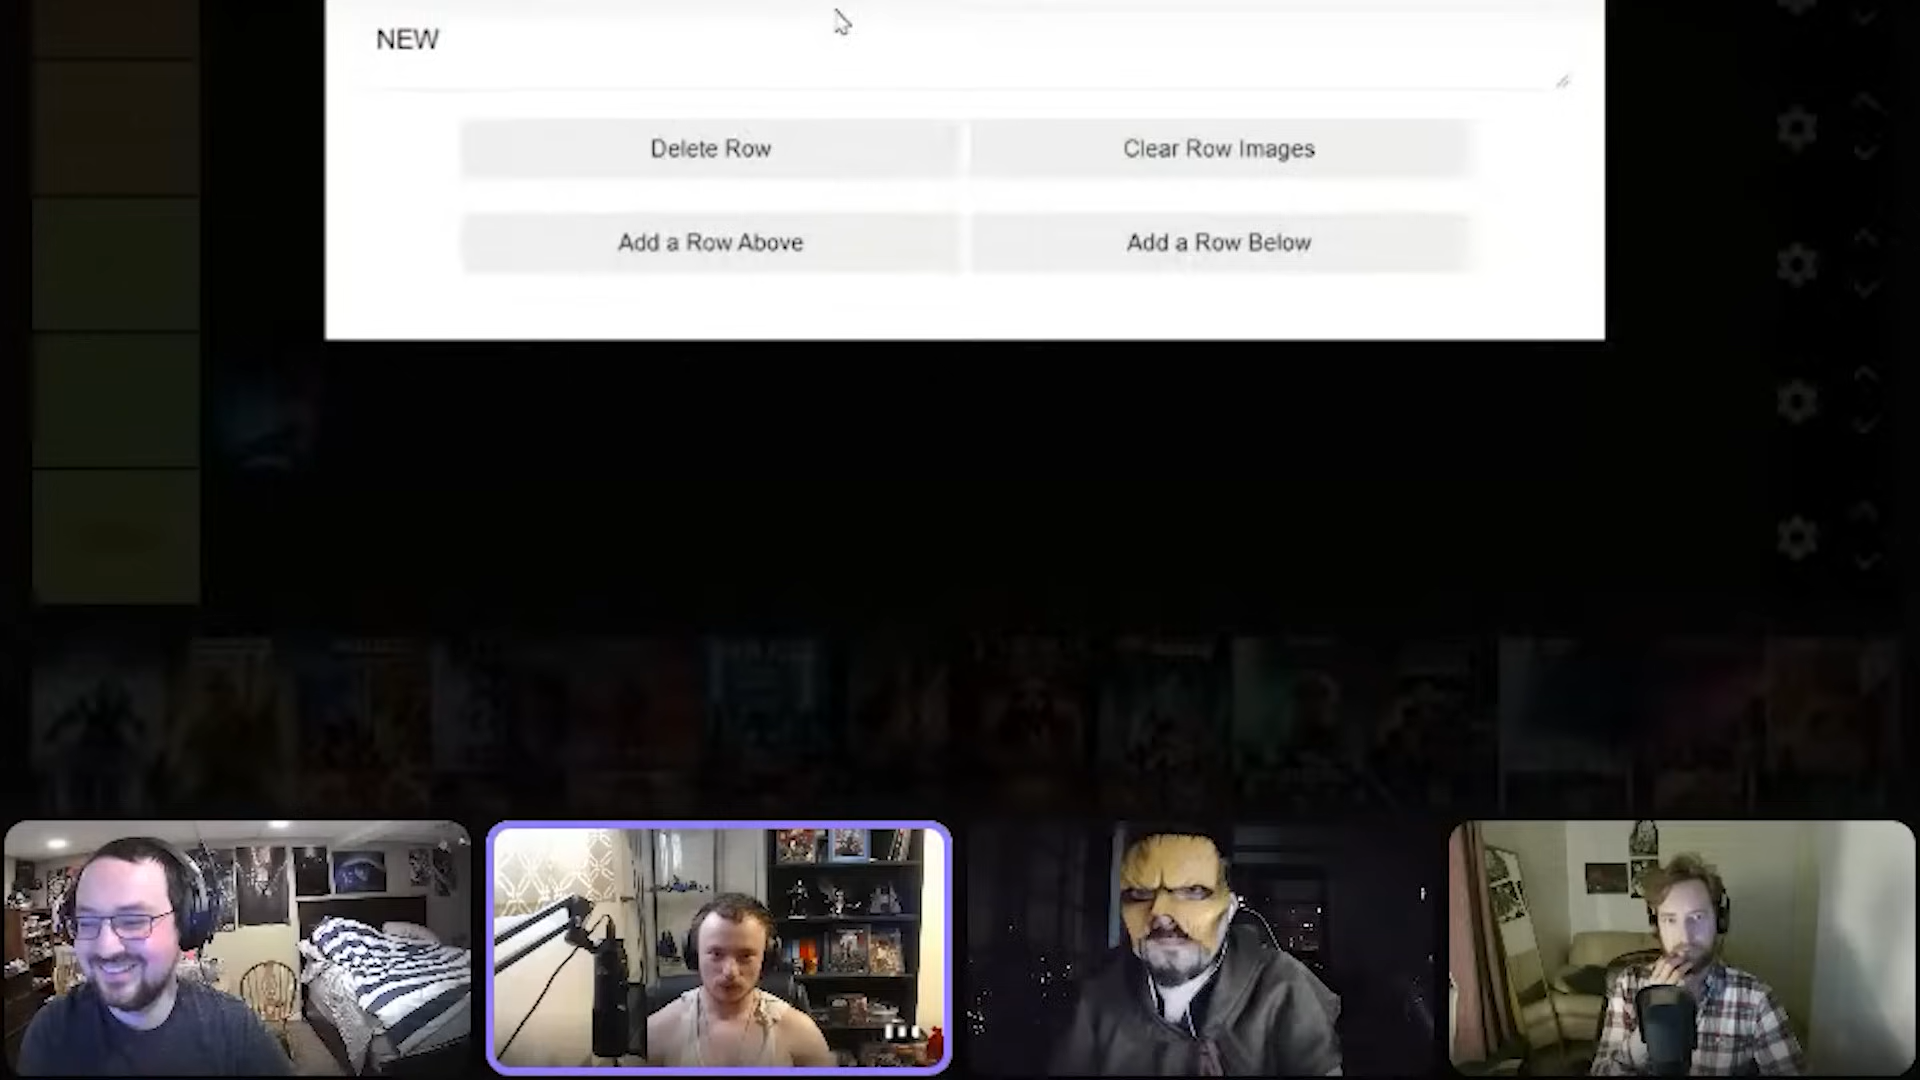 NEW
Delete Row
Clear Row Images
Add a Row Above
Add a Row Below